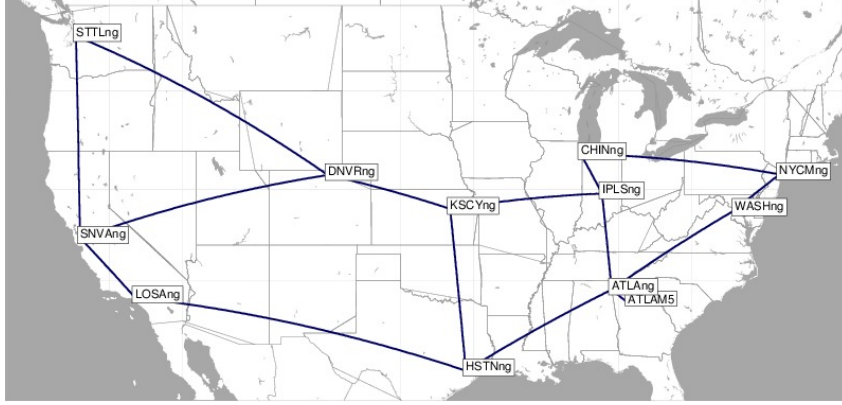 STTLng
CHINng
DNVRng
NYCMng
IPLSng
KSCYng
WASHng
SNVAng
ATLAng
LOSAng
ATLAM5
HSTNng